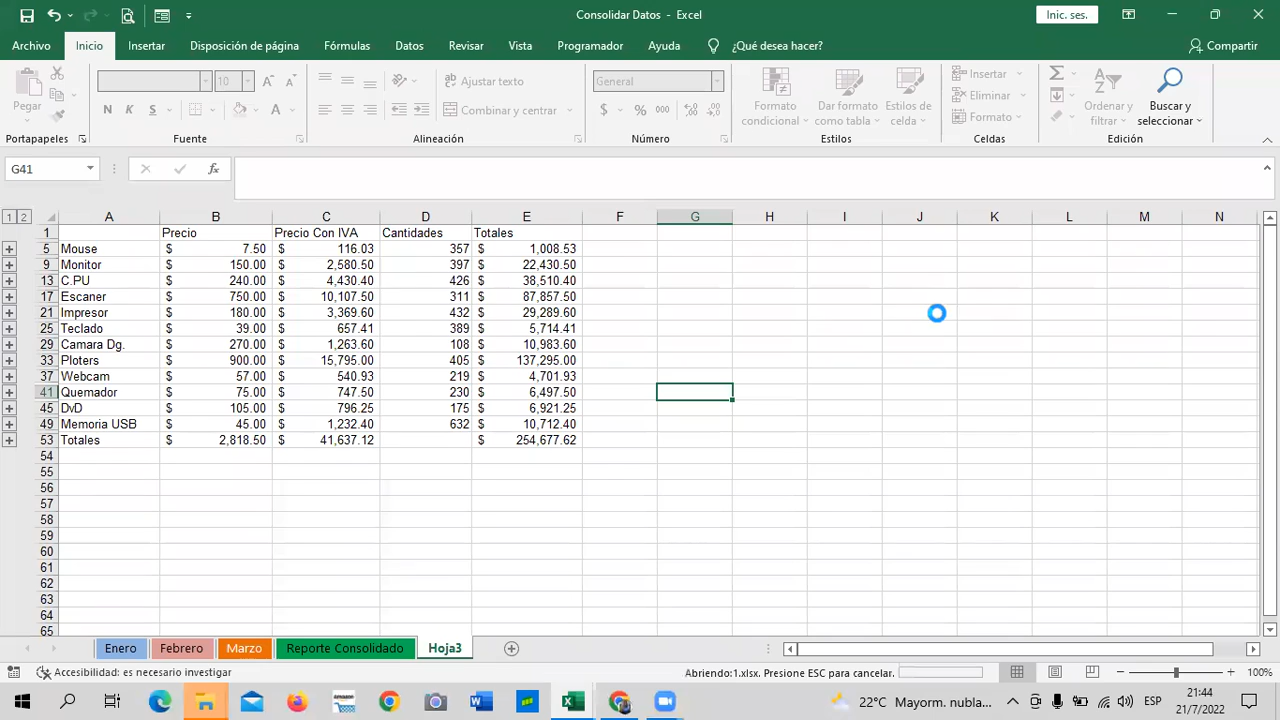 Consolidar Datos - Excel
Inic. ses.
Archivo Inicio Insertar Disposición de página Fórmulas Datos Revisar Vista Programador Ayuda ¿Qué desea hacer? Compartir
Pegar
10
N K S
Ajustar texto
Combinar y centrar
General
$ % 000
Formato condicional
Dar formato como tabla
Estilos de celda
Insertar
Eliminar
Formato
Ordenar y filtrar
Buscar y seleccionar
Portapapeles Fuente Alineación Número Estilos Celdas Edición
G41 fx
1 2 A B C D E F G H I J K L M N
1 Precio Precio Con IVA Cantidades Totales
5 Mouse $ 7.50 $ 116.03 357 $ 1,008.53
9 Monitor $ 150.00 $ 2,580.50 397 $ 22,430.50
13 C.PU $ 240.00 $ 4,430.40 426 $ 38,510.40
17 Escaner $ 750.00 $ 10,107.50 311 $ 87,857.50
21 Impresor $ 180.00 $ 3,369.60 432 $ 29,289.60
25 Teclado $ 39.00 $ 657.41 389 $ 5,714.41
29 Camara Dg. $ 270.00 $ 1,263.60 108 $ 10,983.60
33 Ploters $ 900.00 $ 15,795.00 405 $ 137,295.00
37 Webcam $ 57.00 $ 540.93 219 $ 4,701.93
41 Quemador $ 75.00 $ 747.50 230 $ 6,497.50
45 DvD $ 105.00 $ 796.25 175 $ 6,921.25
49 Memoria USB $ 45.00 $ 1,232.40 632 $ 10,712.40
53 Totales $ 2,818.50 $ 41,637.12 $ 254,677.62
54
55
56
57
58
59
60
61
62
63
64
65
Enero Febrero Marzo Reporte Consolidado Hoja3
Accesibilidad: es necesario investigar Abriendo:1.xlsx. Presione ESC para cancelar. 100%
22°C Mayorm. nubla... ESP 21:44
21/7/2022